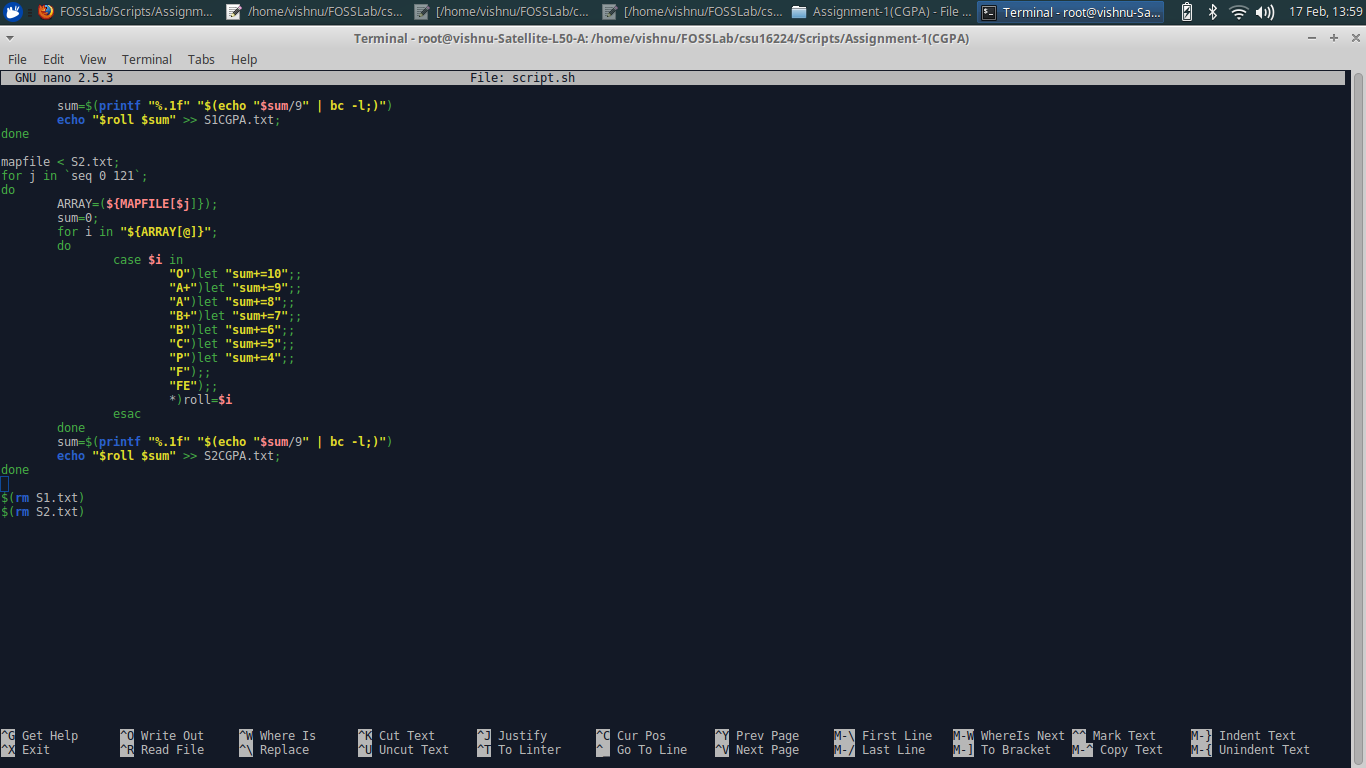 FOSSLab/Scripts/Assignm... /home/vishnu/FOSSLab/cs... [/home/vishnu/FOSSLab/c... [/home/vishnu/FOSSLab/cs... Assignment-1(CGPA) - File ... Terminal - root@vishnu-Sa... 17 Feb, 13:59
Terminal - root@vishnu-Satellite-L50-A: /home/vishnu/FOSSLab/csu16224/Scripts/Assignment-1(CGPA)
File Edit View Terminal Tabs Help
GNU nano 2.5.3 File: script.sh
sum=$(printf "%.1f" "$(echo "$sum/9" | bc -l;)")
echo "$roll $sum" >> S1CGPA.txt;
done
mapfile < S2.txt;
for j in `seq 0 121`;
do
ARRAY=(${MAPFILE[$j]});
sum=0;
for i in "${ARRAY[@]}";
do
case $i in
"O")let "sum+=10";;
"A+")let "sum+=9";;
"A")let "sum+=8";;
"B+")let "sum+=7";;
"B")let "sum+=6";;
"C")let "sum+=5";;
"P")let "sum+=4";;
"F");;
"FE");;
*)roll=$i
esac
done
sum=$(printf "%.1f" "$(echo "$sum/9" | bc -l;)")
echo "$roll $sum" >> S2CGPA.txt;
done
$(rm S1.txt)
$(rm S2.txt)
^G Get Help ^O Write Out ^W Where Is ^K Cut Text ^J Justify ^C Cur Pos ^Y Prev Page M-\ First Line M-W WhereIs Next ^^ Mark Text M-} Indent Text
^X Exit ^R Read File ^\ Replace ^U Uncut Text ^T To Linter ^_ Go To Line ^V Next Page M-/ Last Line M-] To Bracket M-^ Copy Text M-{ Unindent Text